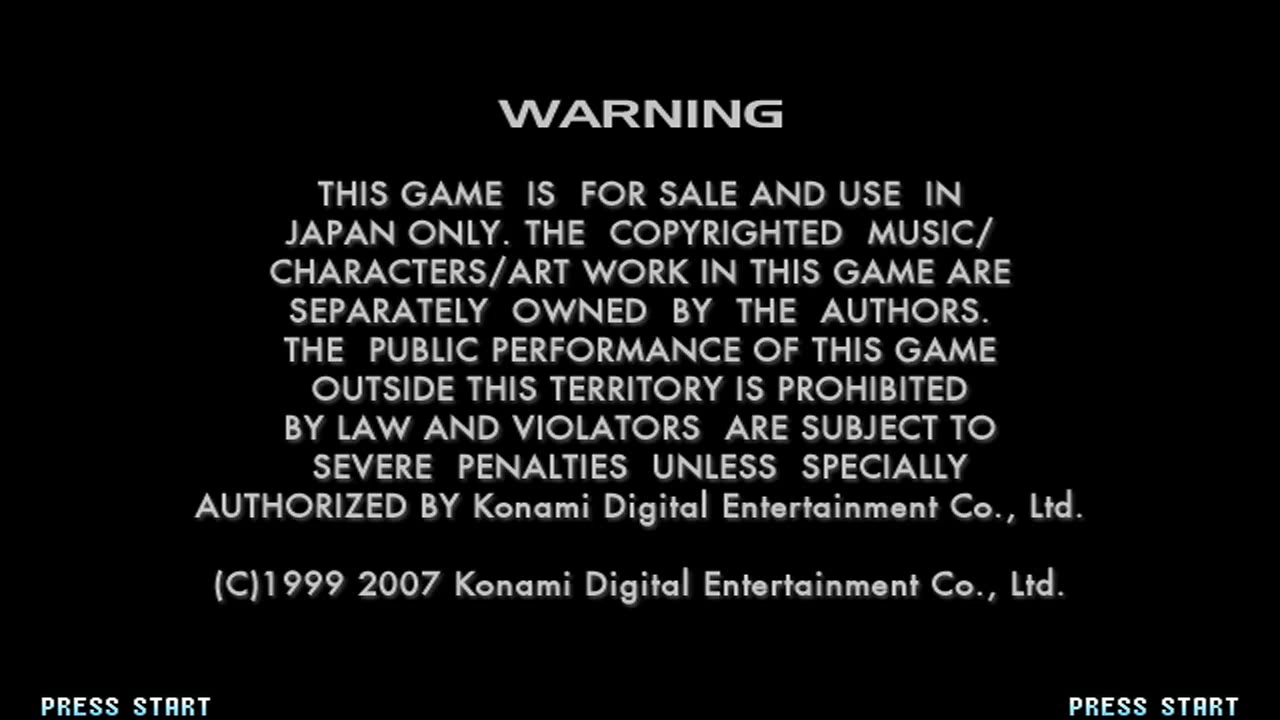 WARNING
THIS GAME IS FOR SALE AND USE IN
JAPAN ONLY. THE COPYRIGHTED MUSIC/
CHARACTERS/ART WORK IN THIS GAME ARE
SEPARATELY OWNED BY THE AUTHORS.
THE PUBLIC PERFORMANCE OF THIS GAME
OUTSIDE THIS TERRITORY IS PROHIBITED
BY LAW AND VIOLATORS ARE SUBJECT TO
SEVERE PENALTIES UNLESS SPECIALLY
AUTHORIZED BY Konami Digital Entertainment Co., Ltd.
(C)1999 2007 Konami Digital Entertainment Co., Ltd.
PRESS START
PRESS START